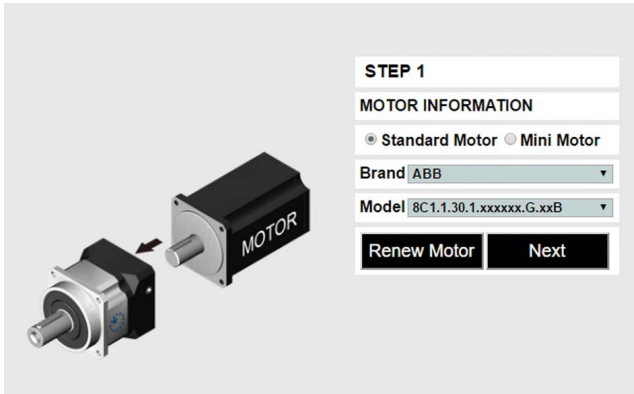 STEP 1
MOTOR INFORMATION
Standard Motor Mini Motor
Brand ABB
Model 8C1.1.30.1.xxxxxx.G.xxB
Renew Motor Next
MOTOR